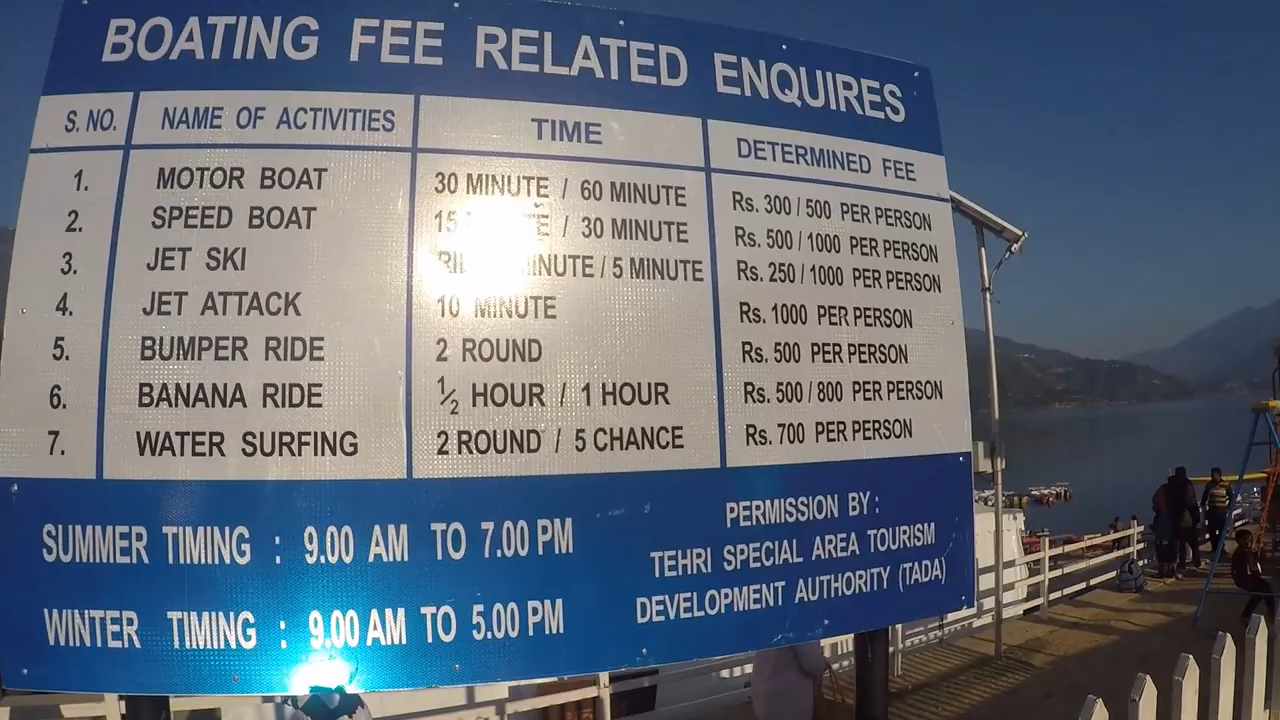 BOATING FEE RELATED ENQUIRES
S. NO. NAME OF ACTIVITIES TIME DETERMINED FEE
1. MOTOR BOAT 30 MINUTE / 60 MINUTE Rs. 300 / 500 PER PERSON
2. SPEED BOAT 15 / 30 MINUTE Rs. 500 / 1000 PER PERSON
3. JET SKI / 5 MINUTE Rs. 250 / 1000 PER PERSON
4. JET ATTACK 10 MINUTE Rs. 1000 PER PERSON
5. BUMPER RIDE 2 ROUND Rs. 500 PER PERSON
6. BANANA RIDE ½ HOUR / 1 HOUR Rs. 500 / 800 PER PERSON
7. WATER SURFING 2 ROUND / 5 CHANCE Rs. 700 PER PERSON
SUMMER TIMING : 9.00 AM TO 7.00 PM
WINTER TIMING : 9.00 AM TO 5.00 PM
PERMISSION BY :
TEHRI SPECIAL AREA TOURISM
DEVELOPMENT AUTHORITY (TADA)